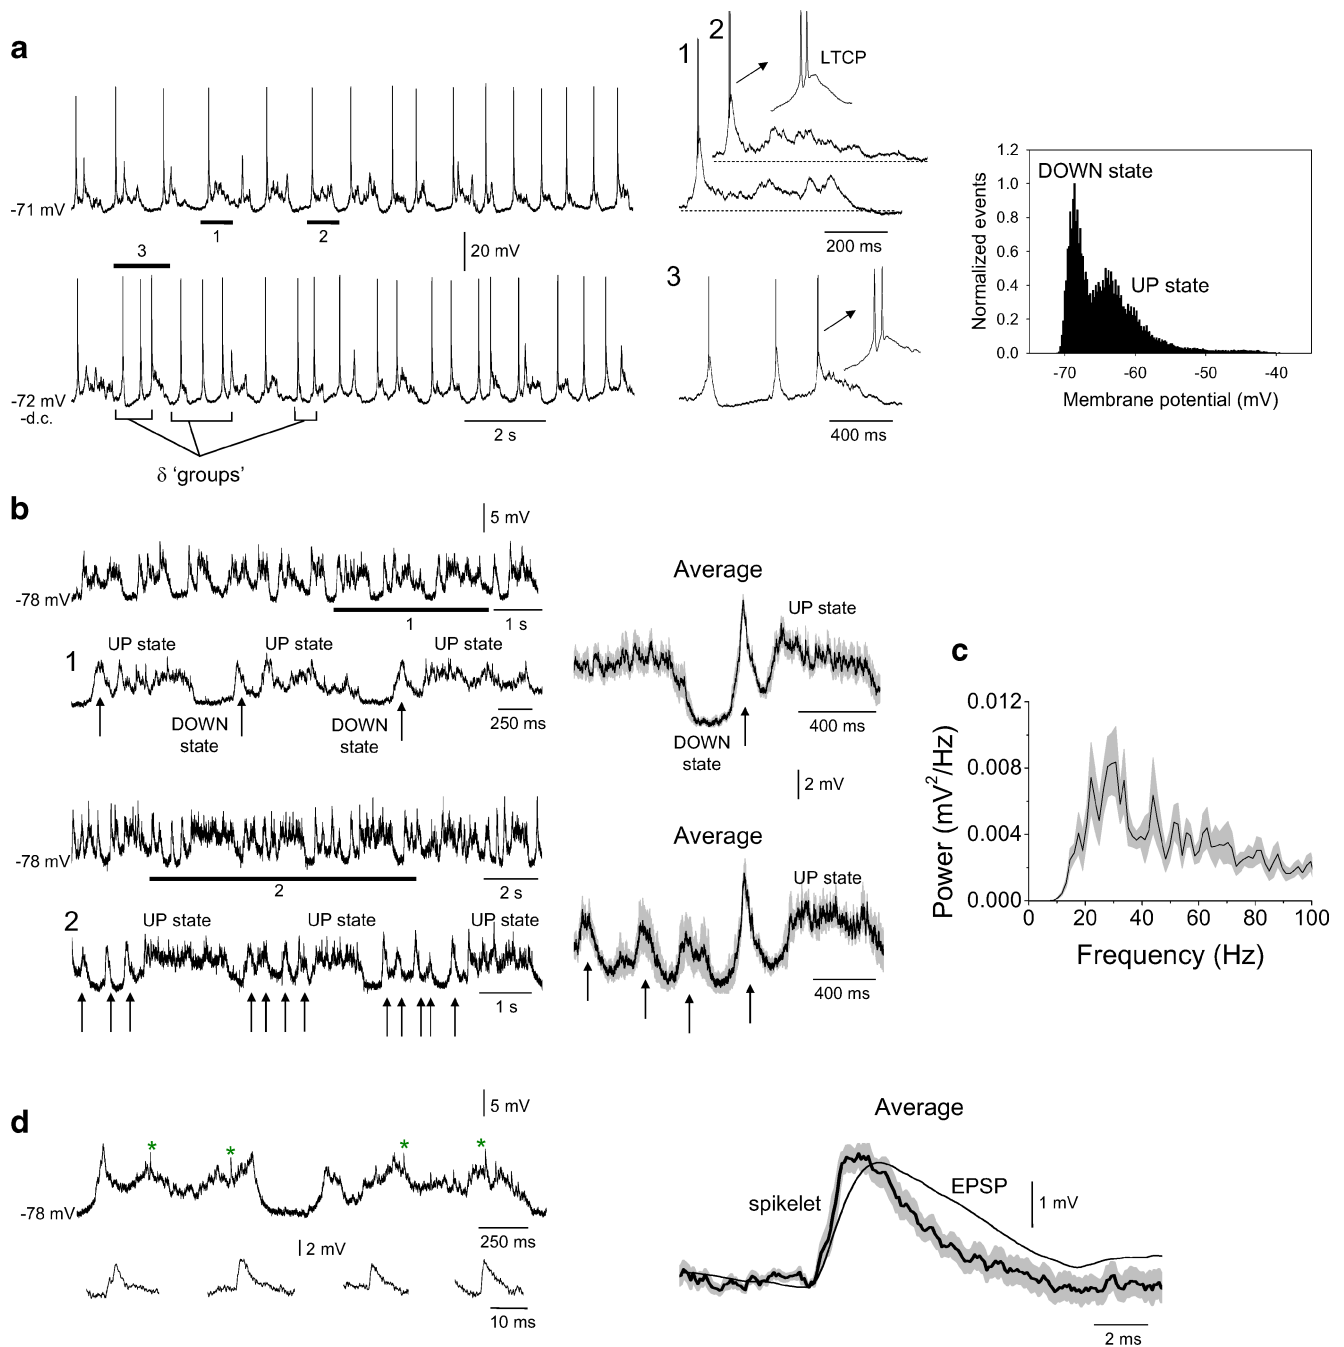 a
1
2
LTCP
-71 mV
1
2
20 mV
200 ms
3
-72 mV
-d.c.
2 s
δ ‘groups’
3
400 ms
1.2
1.0
0.8
0.6
0.4
0.2
0.0
Normalized events
DOWN state
UP state
-70
-60
-50
-40
Membrane potential (mV)
b
5 mV
-78 mV
1
1 s
1
UP state
UP state
UP state
DOWN
state
DOWN
state
250 ms
Average
UP state
DOWN
state
400 ms
2 mV
-78 mV
2
2 s
2
UP state
UP state
UP state
1 s
Average
UP state
400 ms
c
0.012
0.008
0.004
0.000
Power (mV²/Hz)
0
20
40
60
80
100
Frequency (Hz)
d
5 mV
* * * *
-78 mV
250 ms
2 mV
10 ms
Average
spikelet
EPSP
1 mV
2 ms